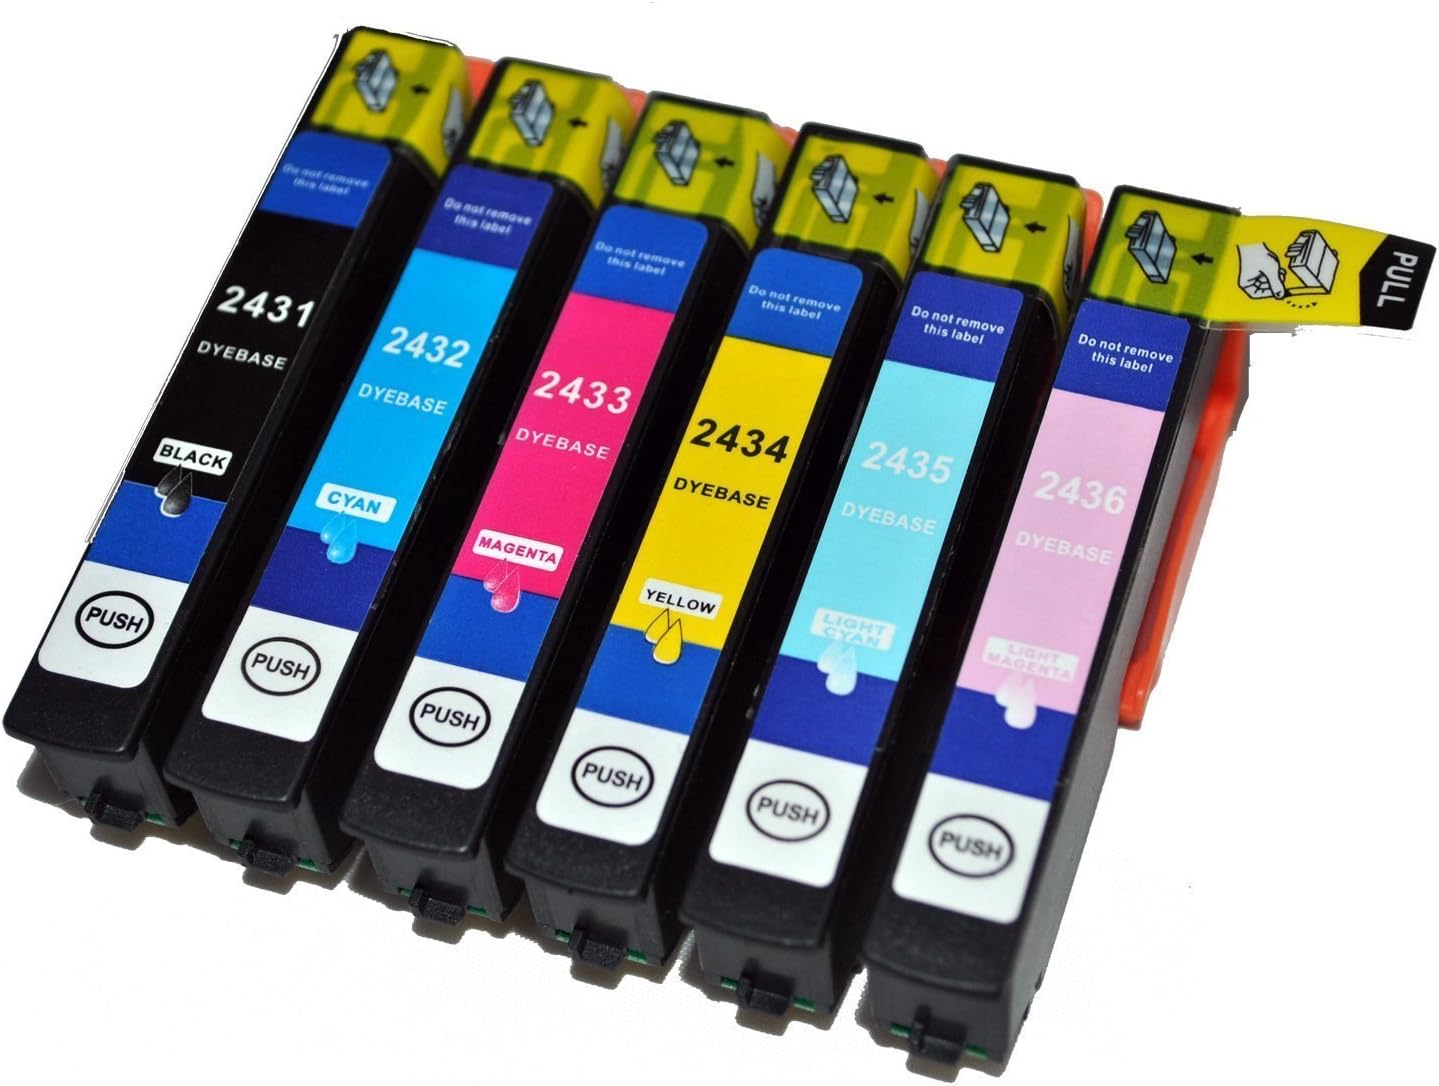 Do not remove
this label
2431
DYEBASE
BLACK
PUSH
Do not remove
this label
2432
DYEBASE
CYAN
PUSH
Do not remove
this label
2433
DYEBASE
MAGENTA
PUSH
Do not remove
this label
2434
DYEBASE
YELLOW
PUSH
Do not remove
this label
2435
DYEBASE
LIGHT
CYAN
PUSH
PULL
Do not remove
this label
2436
DYEBASE
LIGHT
MAGENTA
PUSH